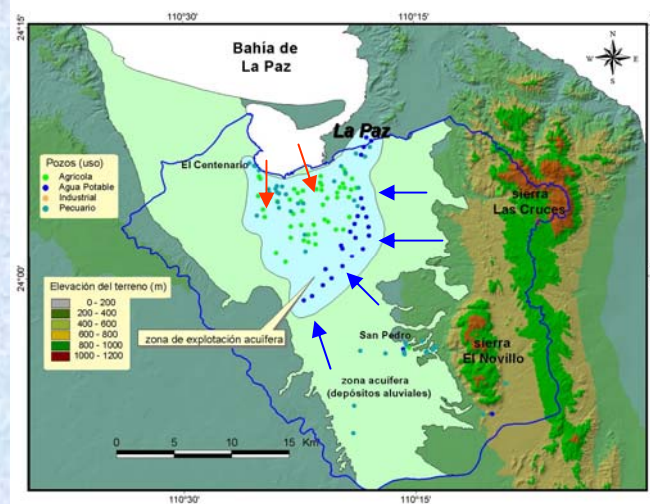 110°30'
110°15'
24°15'
Bahía de
La Paz
N
W E
S
La Paz
El Centenario
Pozos (uso)
Agricola
Agua Potable
Industrial
Pecuario
sierra
Las Cruces
24°00'
Elevación del terreno (m)
0 - 200
200 - 400
400 - 600
600 - 800
800 - 1000
1000 - 1200
zona de explotación acuífera
San Pedro
sierra
El Novillo
zona acuífera
(depósitos aluviales)
0 5 10 15 Km
110°30'
110°15'